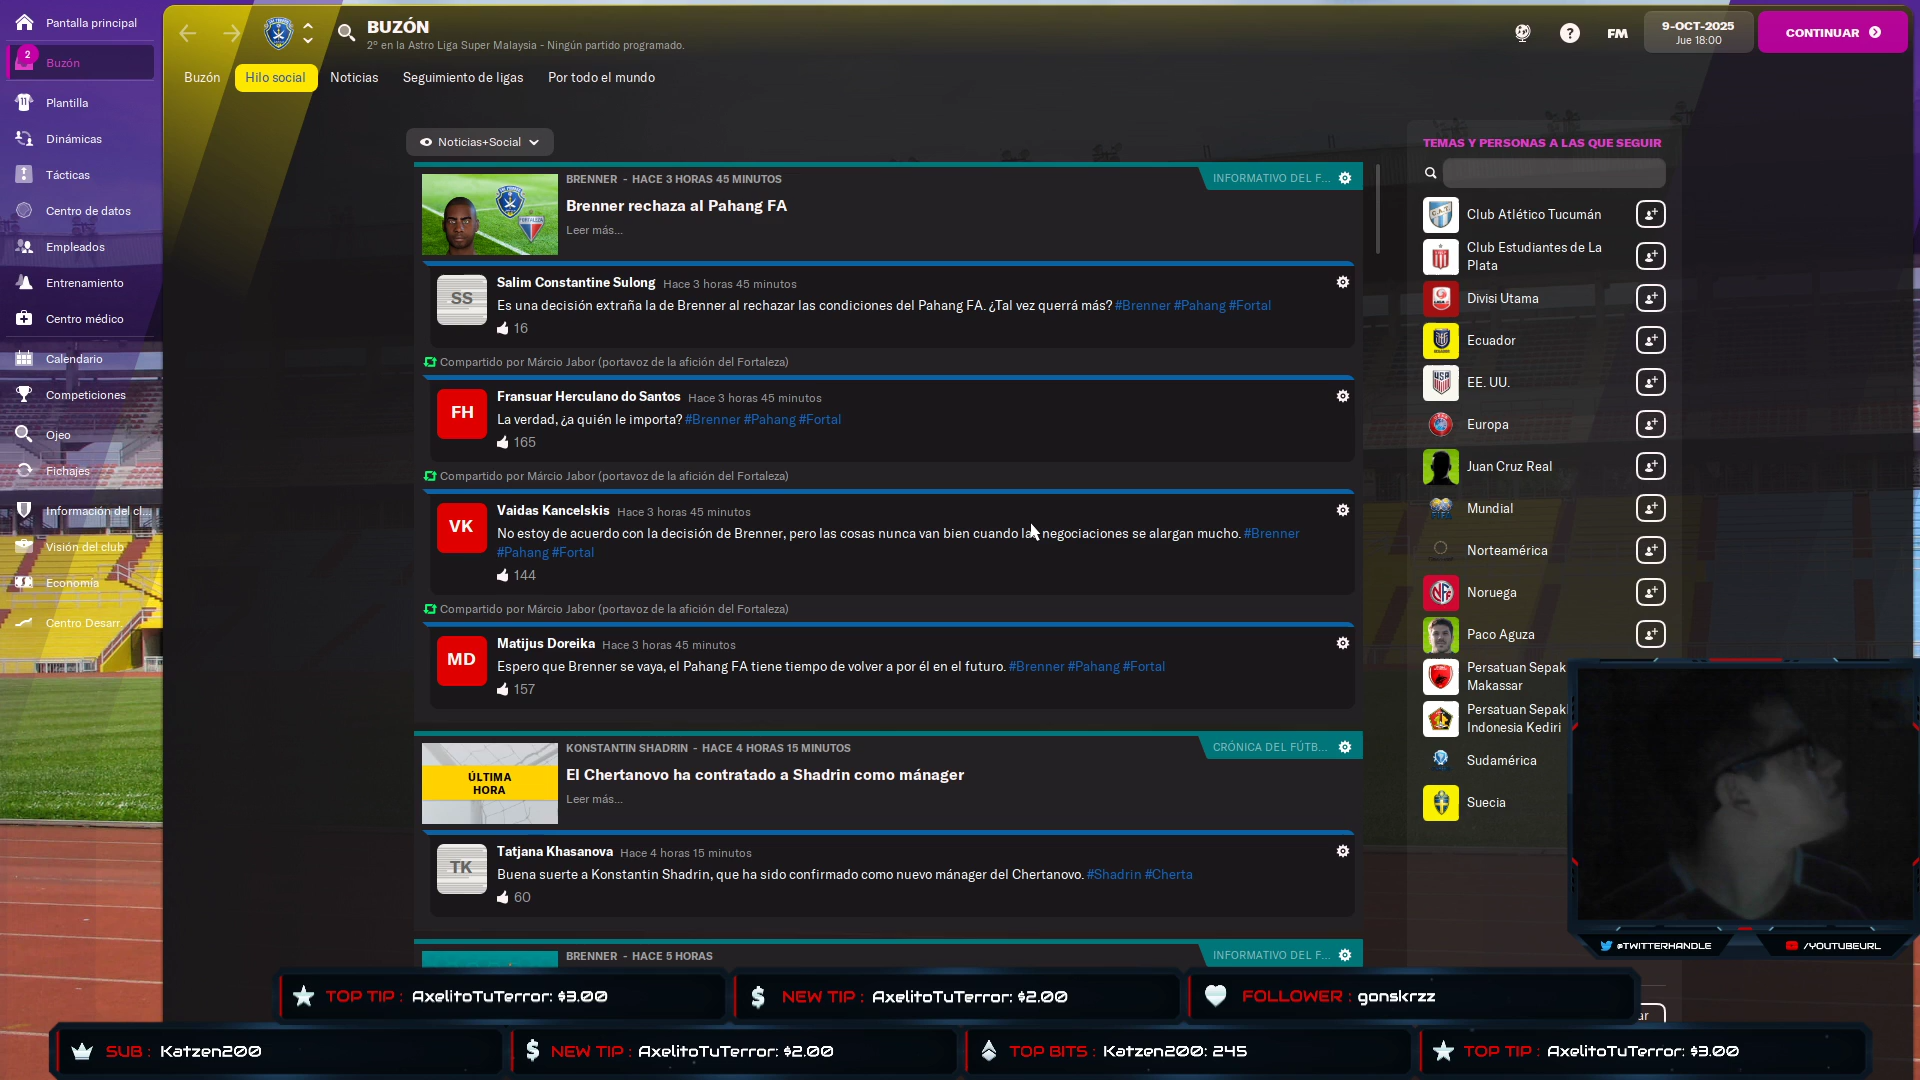 Pantalla principal
2
Buzón
Plantilla
Dinámicas
Tácticas
Centro de datos
Empleados
Entrenamiento
Centro médico
Calendario
Competiciones
Ojeo
Fichajes
Información del cl...
Visión del club
Economía
Centro Desarr.
BUZÓN
2º en la Astro Liga Super Malaysia - Ningún partido programado.
FM
9-OCT-2025
Jue 18:00
CONTINUAR
Buzón
Hilo social
Noticias
Seguimiento de ligas
Por todo el mundo
Noticias+Social
BRENNER - HACE 3 HORAS 45 MINUTOS
INFORMATIVO DEL F...
Brenner rechaza al Pahang FA
Leer más...
SS
Salim Constantine Sulong Hace 3 horas 45 minutos
Es una decisión extraña la de Brenner al rechazar las condiciones del Pahang FA. ¿Tal vez querrá más? #Brenner #Pahang #Fortal
16
Compartido por Márcio Jabor (portavoz de la afición del Fortaleza)
FH
Fransuar Herculano do Santos Hace 3 horas 45 minutos
La verdad, ¿a quién le importa? #Brenner #Pahang #Fortal
165
Compartido por Márcio Jabor (portavoz de la afición del Fortaleza)
VK
Vaidas Kancelskis Hace 3 horas 45 minutos
No estoy de acuerdo con la decisión de Brenner, pero las cosas nunca van bien cuando las negociaciones se alargan mucho. #Brenner
#Pahang #Fortal
144
Compartido por Márcio Jabor (portavoz de la afición del Fortaleza)
MD
Matijus Doreika Hace 3 horas 45 minutos
Espero que Brenner se vaya, el Pahang FA tiene tiempo de volver a por él en el futuro. #Brenner #Pahang #Fortal
157
KONSTANTIN SHADRIN - HACE 4 HORAS 15 MINUTOS
CRÓNICA DEL FÚTB...
ÚLTIMA
HORA
El Chertanovo ha contratado a Shadrin como mánager
Leer más...
TK
Tatjana Khasanova Hace 4 horas 15 minutos
Buena suerte a Konstantin Shadrin, que ha sido confirmado como nuevo mánager del Chertanovo. #Shadrin #Cherta
60
BRENNER - HACE 5 HORAS
INFORMATIVO DEL F...
TEMAS Y PERSONAS A LAS QUE SEGUIR
Club Atlético Tucumán
Club Estudiantes de La
Plata
Divisi Utama
Ecuador
EE. UU.
Europa
Juan Cruz Real
Mundial
Norteamérica
Noruega
Paco Aguza
Persatuan Sepak
Makassar
Persatuan Sepak
Indonesia Kediri
Sudamérica
Suecia
@TWITTERHANDLE
/YOUTUBEURL
ar
TOP TIP : AxelitoTuTerror: $3.00
NEW TIP : AxelitoTuTerror: $2.00
FOLLOWER : gonskrzz
SUB : Katzen200
NEW TIP : AxelitoTuTerror: $2.00
TOP BITS : Katzen200: 245
TOP TIP : AxelitoTuTerror: $3.00